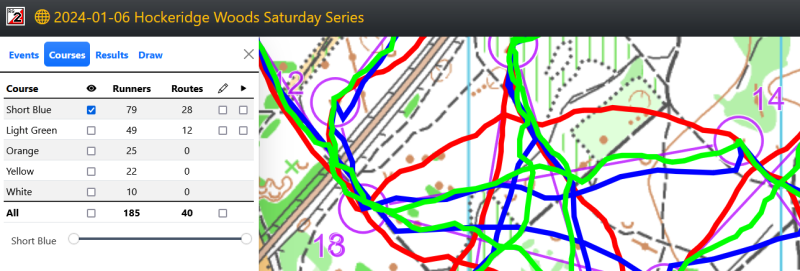 RG2 2024-01-06 Hockeridge Woods Saturday Series
Events Courses Results Draw
Course Runners Routes
Short Blue 79 28
Light Green 49 12
Orange 25 0
Yellow 22 0
White 10 0
All 185 40
Short Blue
12
14
18